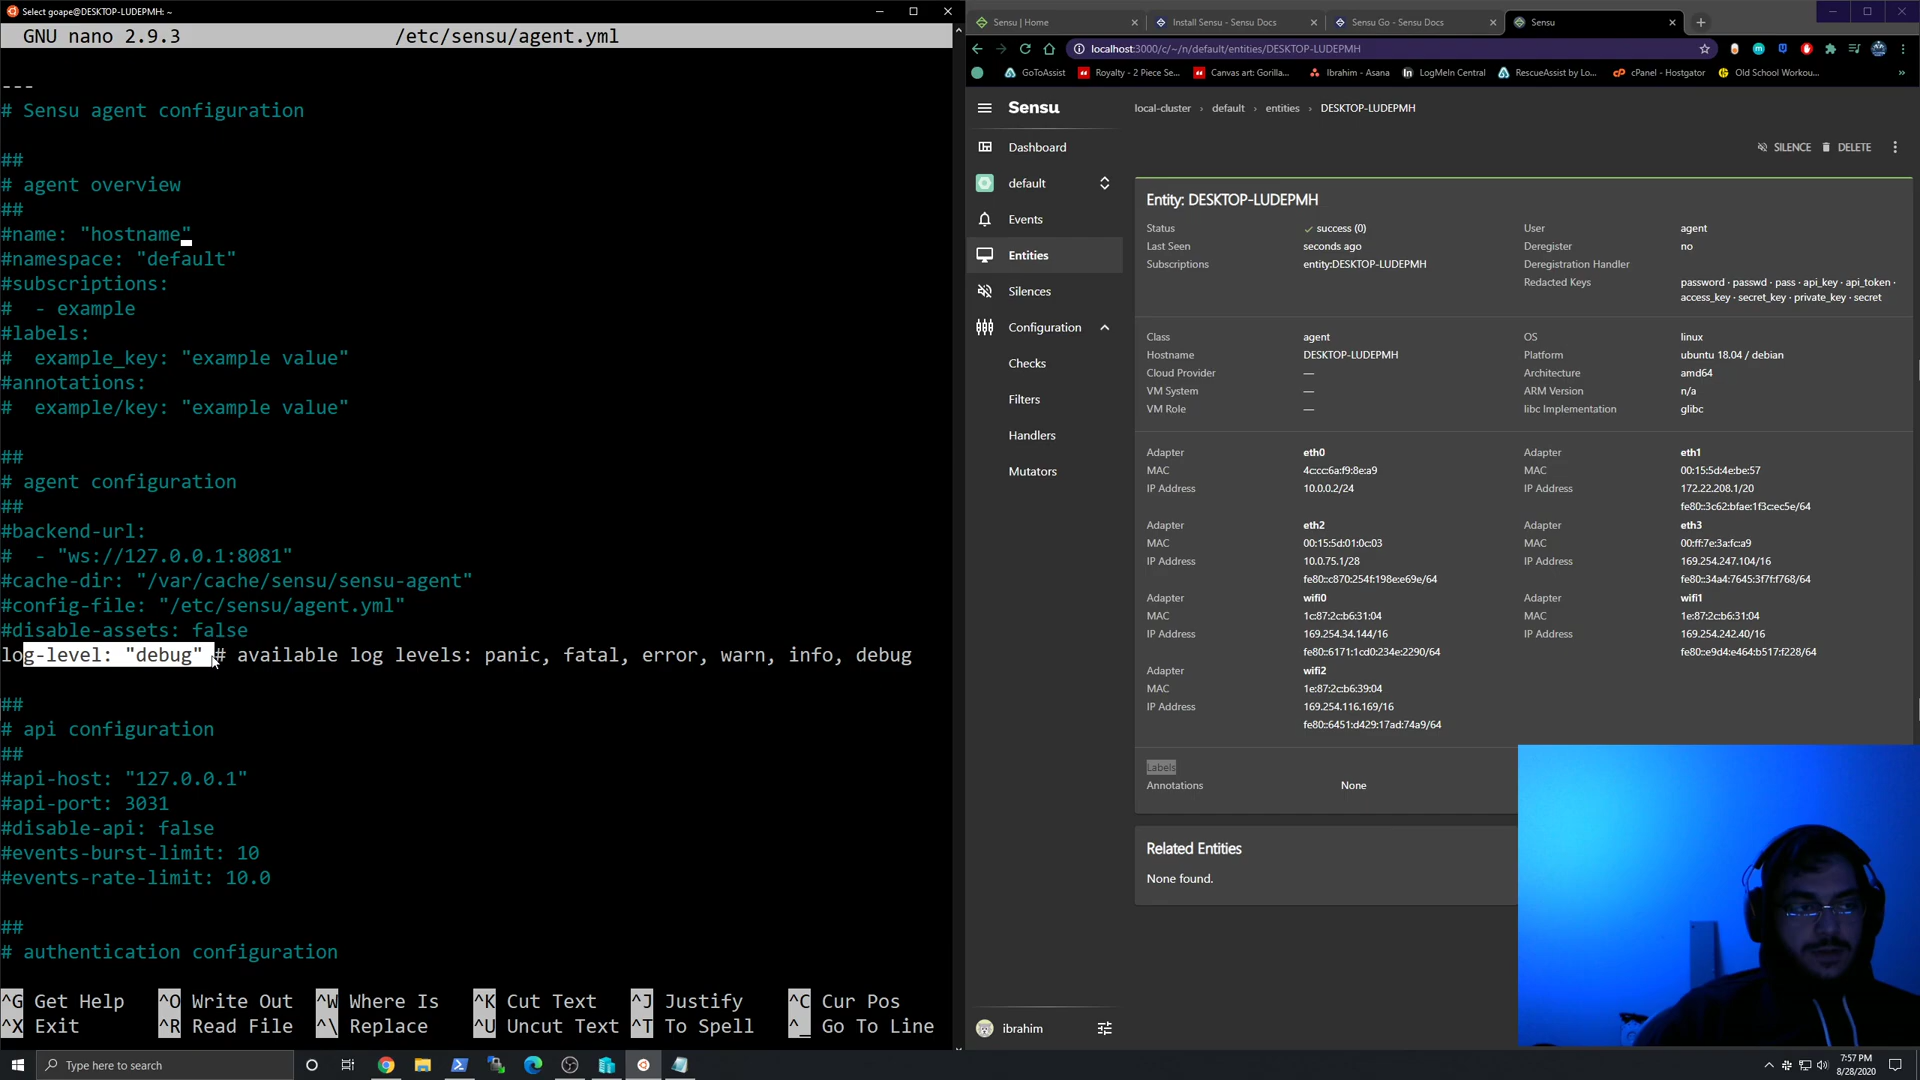 Select goape@DESKTOP-LUDEPMH: ~
GNU nano 2.9.3
/etc/sensu/agent.yml
---
# Sensu agent configuration
##
# agent overview
##
#name: "hostname"
#namespace: "default"
#subscriptions:
#  - example
#labels:
#  example_key: "example value"
#annotations:
#  example/key: "example value"
##
# agent configuration
##
#backend-url:
#  - "ws://127.0.0.1:8081"
#cache-dir: "/var/cache/sensu/sensu-agent"
#config-file: "/etc/sensu/agent.yml"
#disable-assets: false
log-level: "debug" # available log levels: panic, fatal, error, warn, info, debug
##
# api configuration
##
#api-host: "127.0.0.1"
#api-port: 3031
#disable-api: false
#events-burst-limit: 10
#events-rate-limit: 10.0
##
# authentication configuration
^G Get Help ^O Write Out ^W Where Is ^K Cut Text ^J Justify ^C Cur Pos
^X Exit ^R Read File ^\ Replace ^U Uncut Text ^T To Spell ^_ Go To Line
Sensu | Home
Install Sensu - Sensu Docs
Sensu Go - Sensu Docs
Sensu
localhost:3000/c/~/n/default/entities/DESKTOP-LUDEPMH
GoToAssist
Royalty - 2 Piece Se...
Canvas art: Gorilla...
Ibrahim - Asana
LogMeIn Central
RescueAssist by Lo...
cPanel - Hostgator
Old School Workou...
»
Sensu
local-cluster › default › entities › DESKTOP-LUDEPMH
Dashboard
default
Events
Entities
Silences
Configuration
Checks
Filters
Handlers
Mutators
ibrahim
SILENCE
DELETE
Entity: DESKTOP-LUDEPMH
Status success (0)
Last Seen seconds ago
Subscriptions entity:DESKTOP-LUDEPMH
User agent
Deregister no
Deregistration Handler
Redacted Keys password · passwd · pass · api_key · api_token ·
access_key · secret_key · private_key · secret
Class agent
Hostname DESKTOP-LUDEPMH
Cloud Provider —
VM System —
VM Role —
OS linux
Platform ubuntu 18.04 / debian
Architecture amd64
ARM Version n/a
libc Implementation glibc
Adapter eth0
MAC 4c:cc:6a:f9:8e:a9
IP Address 10.0.0.2/24
Adapter eth1
MAC 00:15:5d:4e:be:57
IP Address 172.22.208.1/20
fe80::3c62:bfae:1f3c:ec5e/64
Adapter eth2
MAC 00:15:5d:01:0c:03
IP Address 10.0.75.1/28
fe80::c870:254f:198e:e69e/64
Adapter eth3
MAC 00:ff:7e:3a:fc:a9
IP Address 169.254.247.104/16
fe80::34a4:7645:3f7f:f768/64
Adapter wifi0
MAC 1c:87:2c:b6:31:04
IP Address 169.254.34.144/16
fe80::6171:1cd0:234e:2290/64
Adapter wifi1
MAC 1e:87:2c:b6:31:04
IP Address 169.254.242.40/16
fe80::e9d4:e464:b517:f228/64
Adapter wifi2
MAC 1e:87:2c:b6:39:04
IP Address 169.254.116.169/16
fe80::6451:d429:17ad:74a9/64
Labels
Annotations None
Related Entities
None found.
Type here to search
7:57 PM
8/28/2020